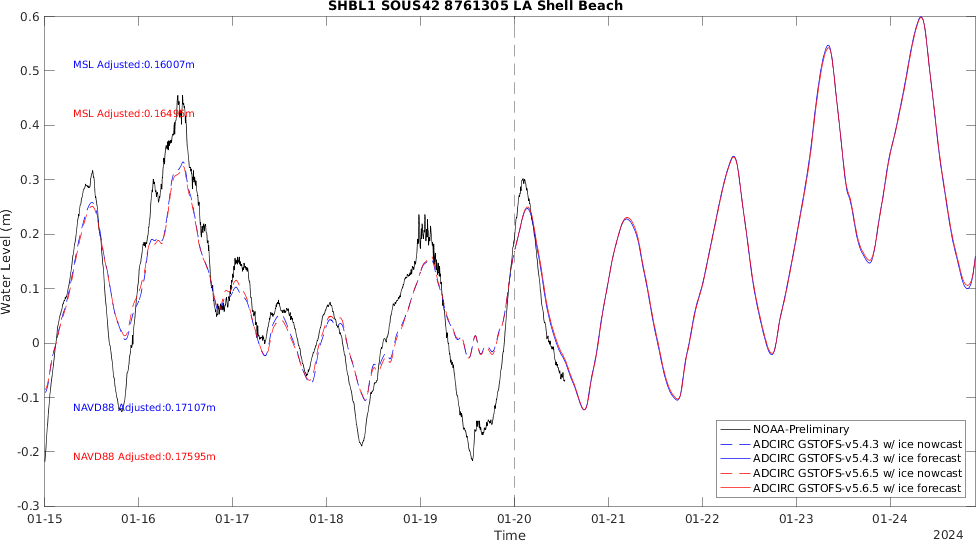 SHBL1 SOUS42 8761305 LA Shell Beach
0.6
0.5
0.4
0.3
0.2
0.1
0
-0.1
-0.2
-0.3
Water Level (m)
MSL Adjusted:0.16007m
MSL Adjusted:0.16496m
NAVD88 Adjusted:0.17107m
NAVD88 Adjusted:0.17595m
NOAA-Preliminary
ADCIRC GSTOFS-v5.4.3 w/ ice nowcast
ADCIRC GSTOFS-v5.4.3 w/ ice forecast
ADCIRC GSTOFS-v5.6.5 w/ ice nowcast
ADCIRC GSTOFS-v5.6.5 w/ ice forecast
01-15 01-16 01-17 01-18 01-19 01-20 01-21 01-22 01-23 01-24
Time
2024